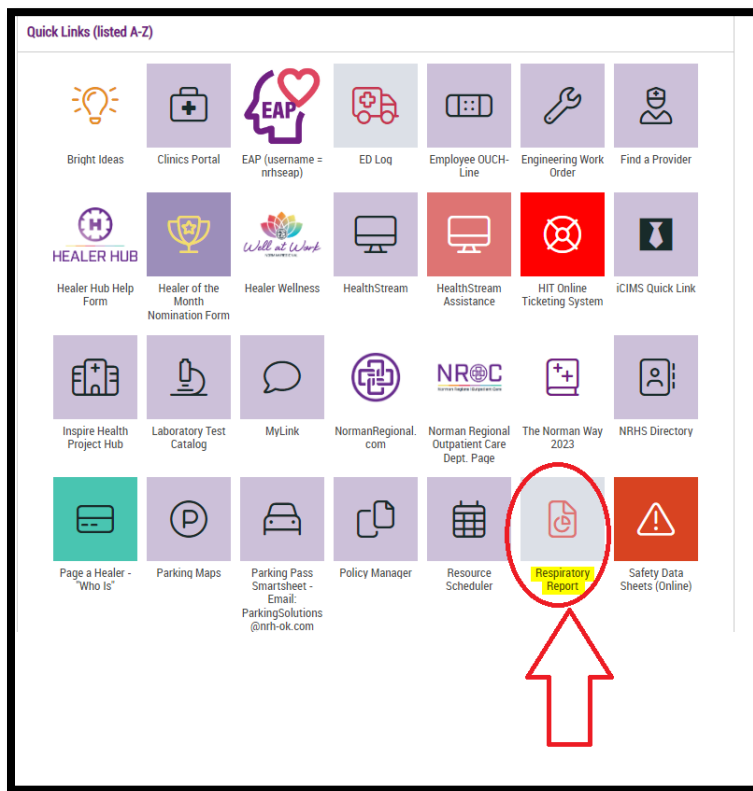 Quick Links (listed A-Z)
EAP
Bright Ideas
Clinics Portal
EAP (username =
nrhseap)
ED Log
Employee OUCH-
Line
Engineering Work
Order
Find a Provider
H
HEALER HUB
Well at Work
Healer Hub Help
Form
Healer of the
Month
Nomination Form
Healer Wellness
HealthStream
HealthStream
Assistance
HIT Online
Ticketing System
iCIMS Quick Link
NROC
Norman Regional Outpatient Care
Inspire Health
Project Hub
Laboratory Test
Catalog
MyLink
NormanRegional.
com
Norman Regional
Outpatient Care
Dept. Page
The Norman Way
2023
NRHS Directory
P
Page a Healer -
"Who Is"
Parking Maps
Parking Pass
Smartsheet -
Email:
ParkingSolutions
@nrh-ok.com
Policy Manager
Resource
Scheduler
Respiratory
Report
Safety Data
Sheets (Online)